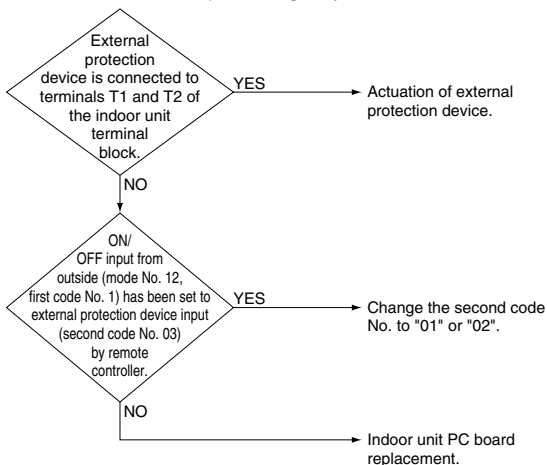 External
protection
device is connected to
terminals T1 and T2 of
the indoor unit
terminal
block.
YES
Actuation of external
protection device.
NO
ON/
OFF input from
outside (mode No. 12,
first code No. 1) has been set to
external protection device input
(second code No. 03)
by remote
controller.
YES
Change the second code
No. to "01" or "02".
NO
Indoor unit PC board
replacement.